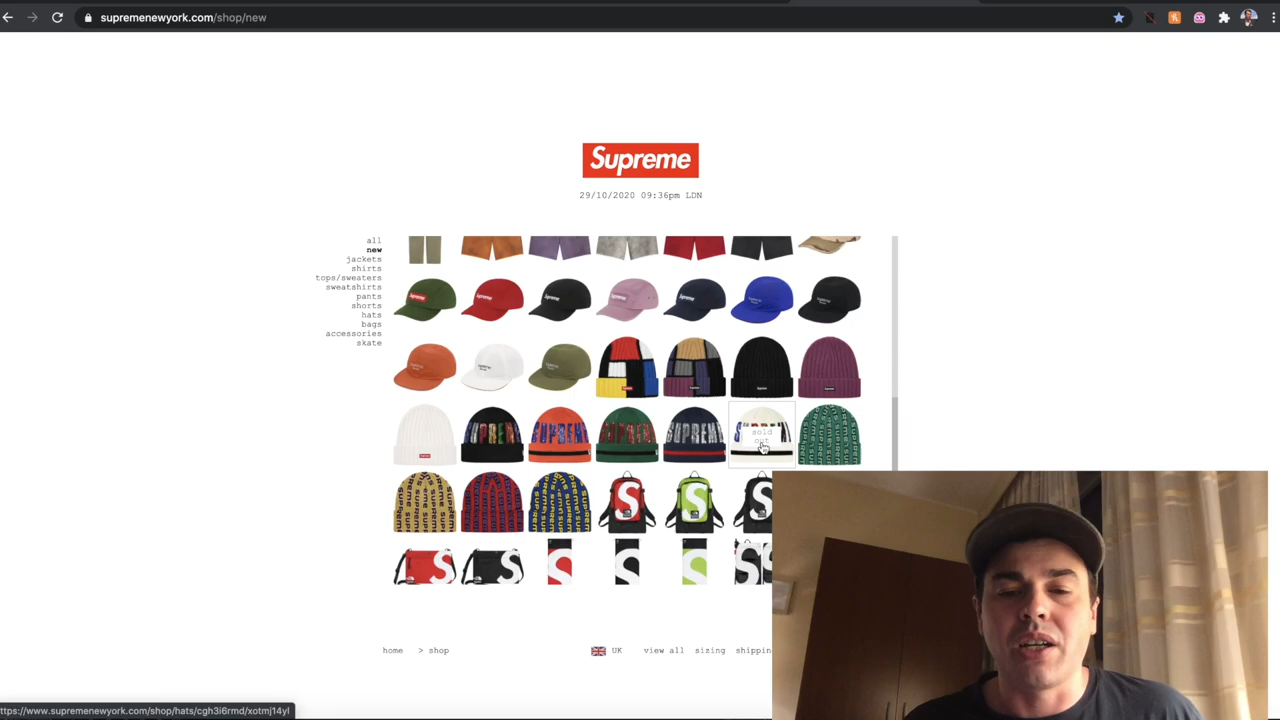 supremenewyork.com/shop/new
Supreme
29/10/2020 09:36pm LDN
all
new
jackets
shirts
tops/sweaters
sweatshirts
pants
shorts
hats
bags
accessories
skate
sold
out
home > shop
UK view all sizing shipping
https://www.supremenewyork.com/shop/hats/cgh3i6rmd/xotmj14yl